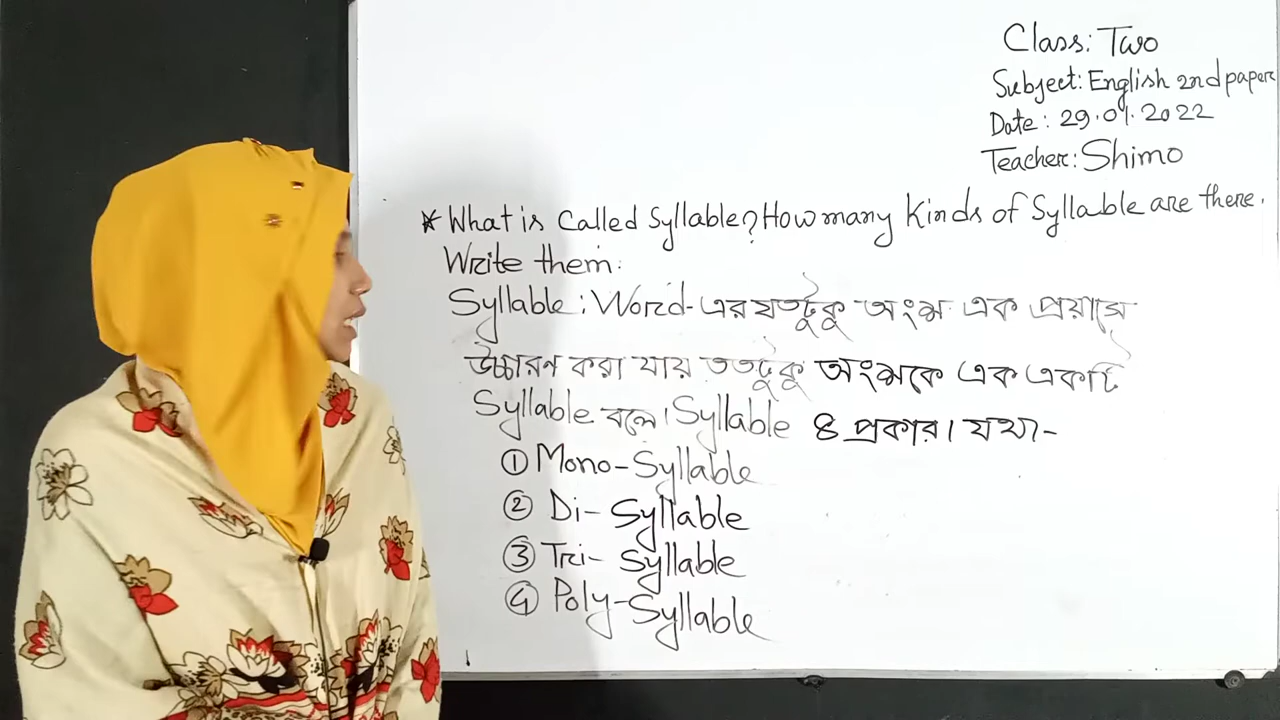 Class: Two
Subject: English 2nd paper
Date: 29.01.2022
Teacher: Shimo
* What is Called Syllable? How many Kinds of Syllable are there.
Write them.
Syllable: Word-এর যতটুকু অংশ এক প্রয়াসে
উচ্চারণ করা যায় ততটুকু অংশকে এক একটি
Syllable বলে। Syllable ৪ প্রকার। যথা-
① Mono-Syllable
② Di-Syllable
③ Tri-Syllable
④ Poly-Syllable